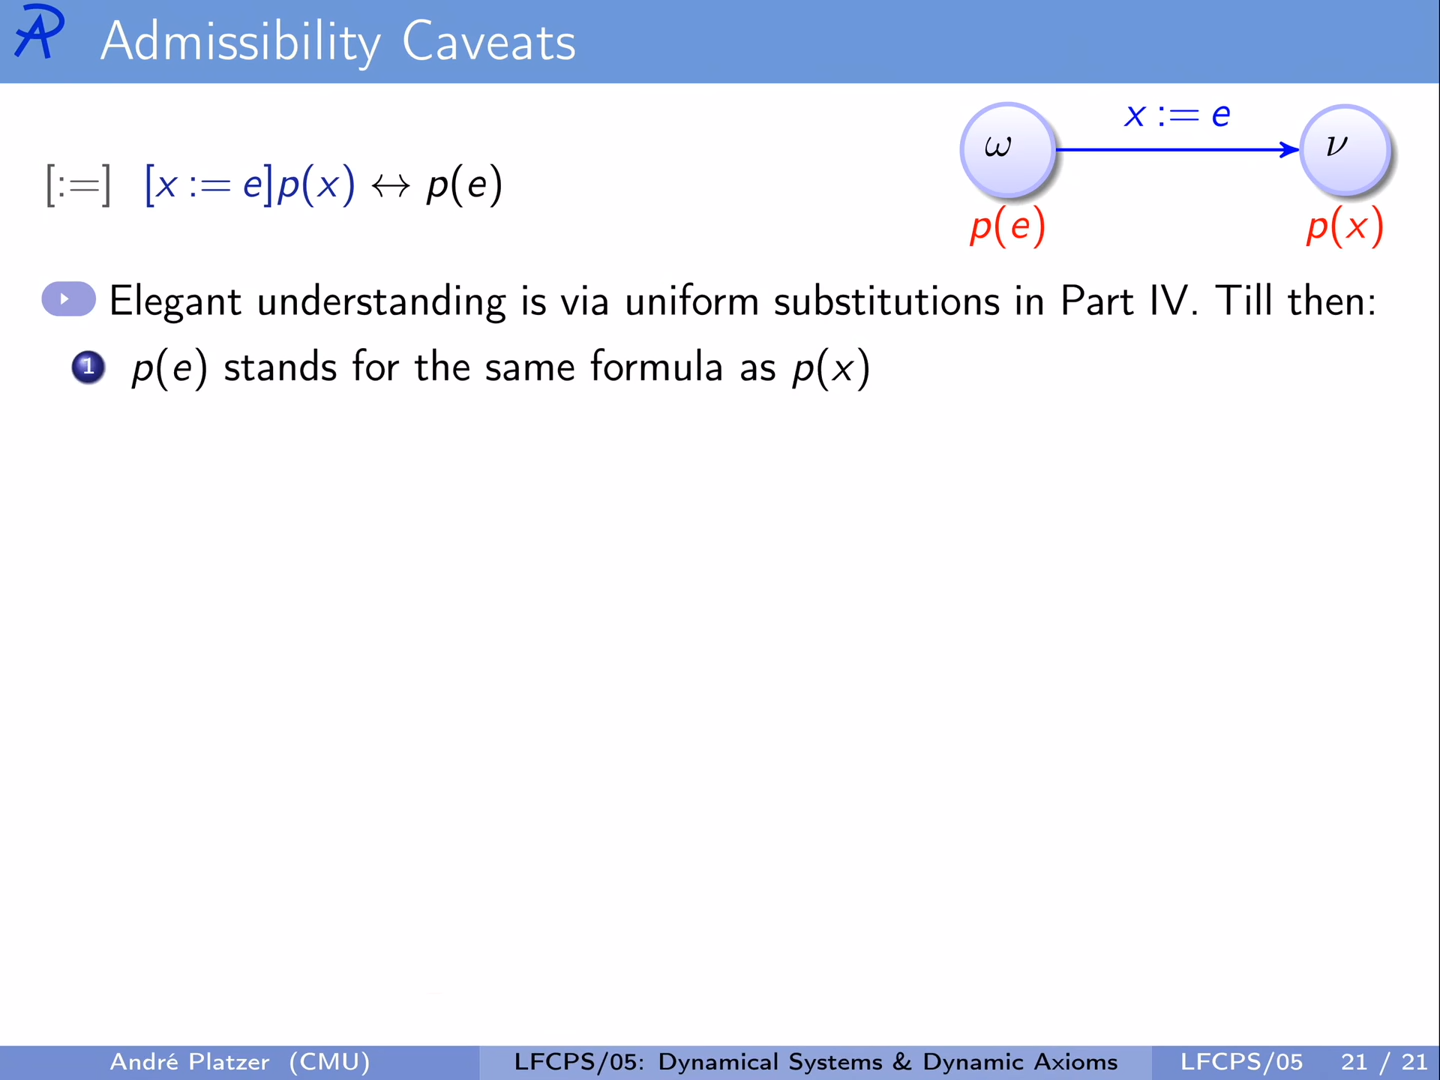 Admissibility Caveats
x := e
ω
ν
[:=] [x := e]p(x) ↔ p(e)
p(e)
p(x)
Elegant understanding is via uniform substitutions in Part IV. Till then:
1 p(e) stands for the same formula as p(x)
André Platzer (CMU)
LFCPS/05: Dynamical Systems & Dynamic Axioms
LFCPS/05
21 / 21